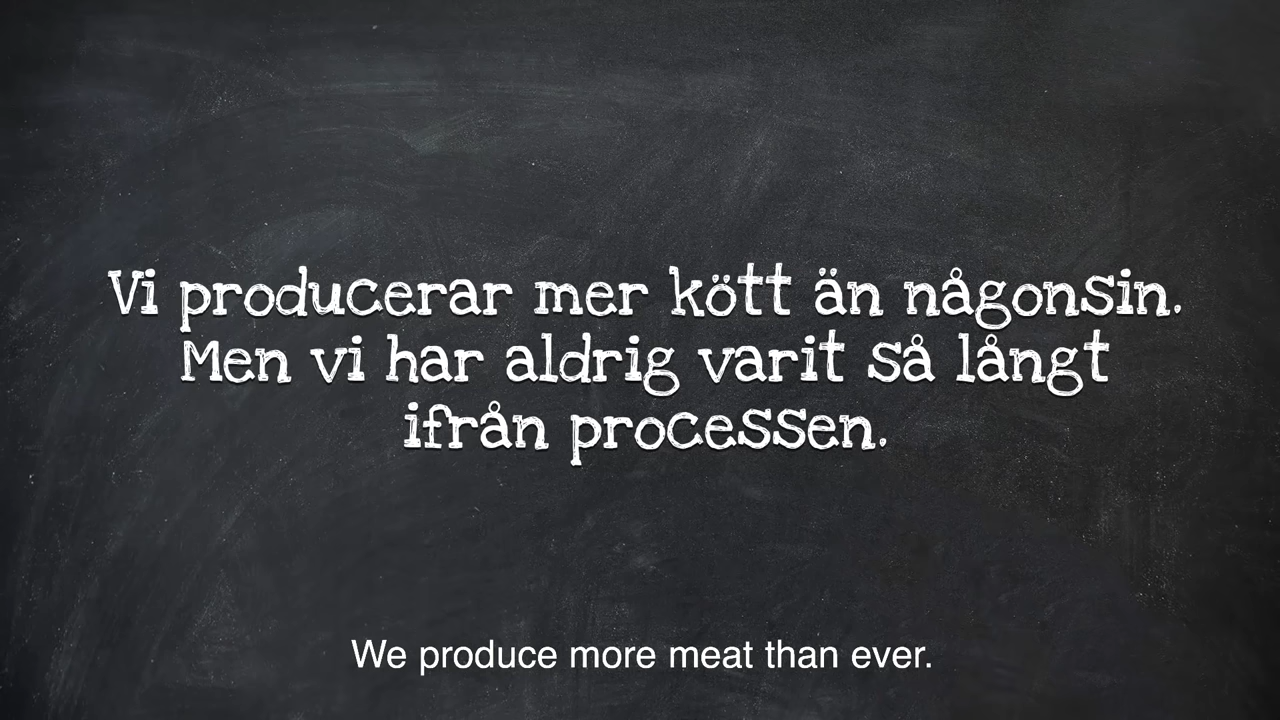 Vi producerar mer kött än någonsin.
Men vi har aldrig varit så långt
ifrån processen.
We produce more meat than ever.